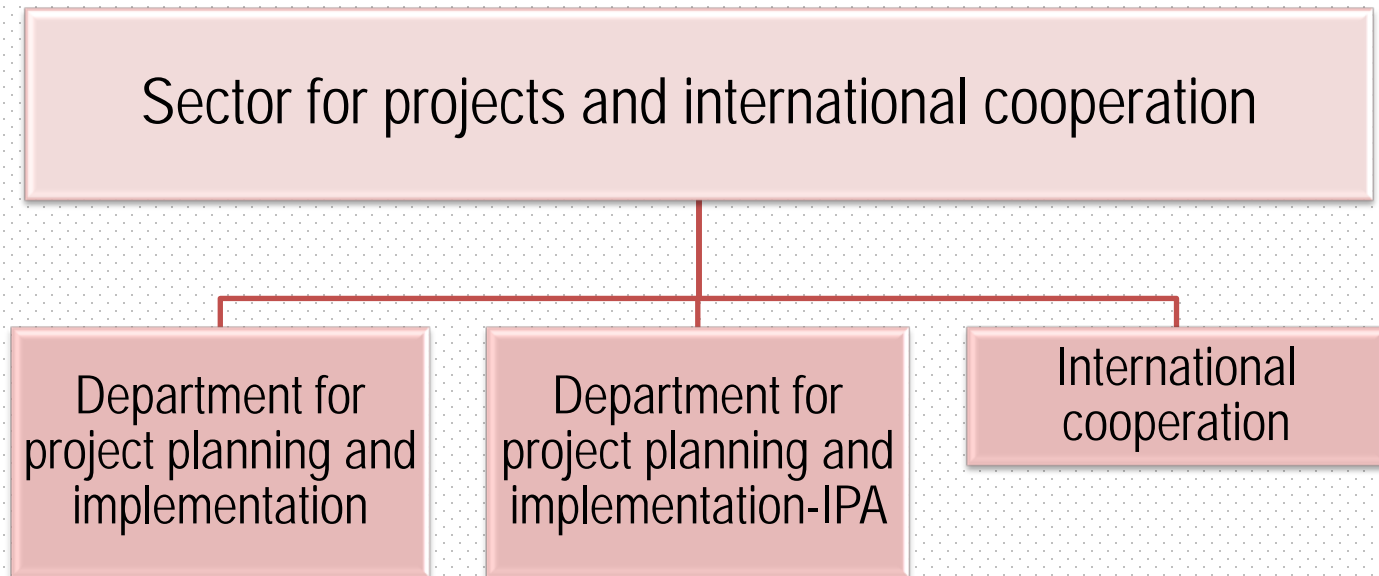 Sector for projects and international cooperation
Department for
project planning and
implementation
Department for
project planning and
implementation-IPA
International
cooperation